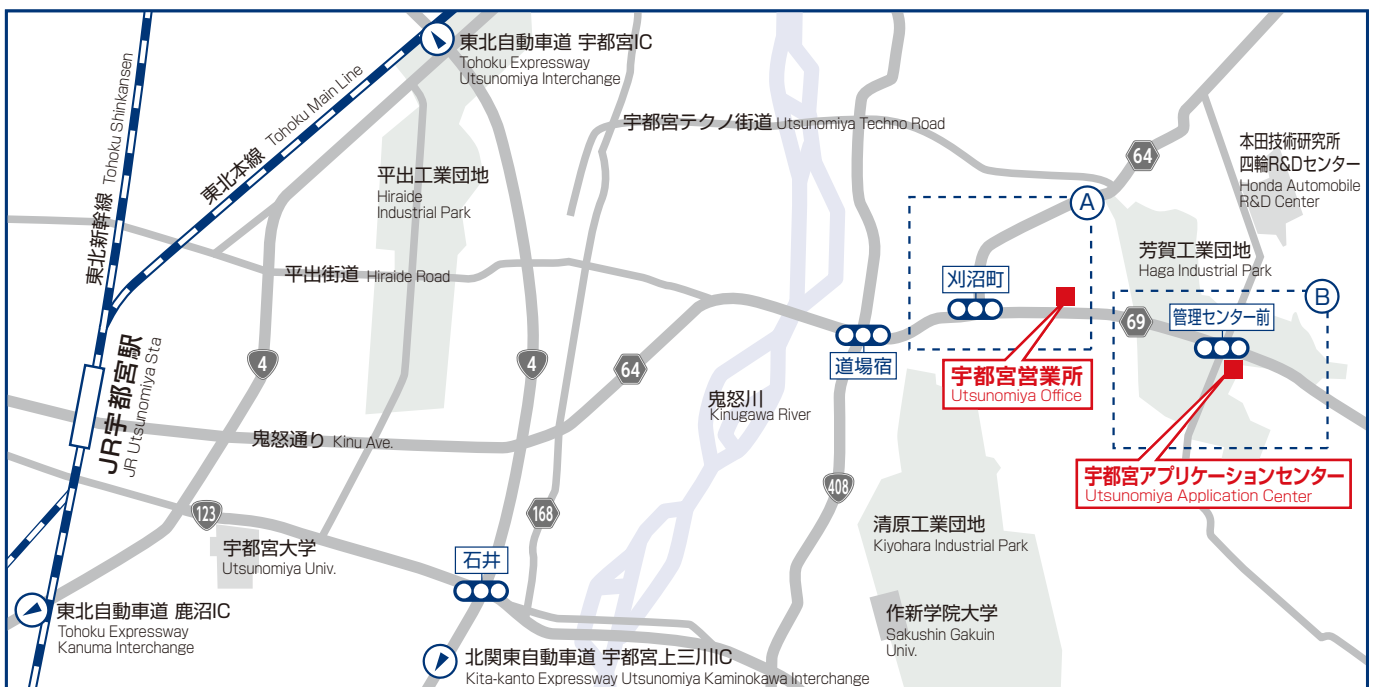 東北自動車道 宇都宮IC
Tohoku Expressway
Utsunomiya Interchange
東北新幹線 Tohoku Shinkansen
東北本線 Tohoku Main Line
宇都宮テクノ街道 Utsunomiya Techno Road
平出工業団地
Hiraide
Industrial Park
64
本田技術研究所
四輪R&Dセンター
Honda Automobile
R&D Center
A
芳賀工業団地
Haga Industrial Park
平出街道 Hiraide Road
刈沼町
B
69
管理センター前
JR宇都宮駅
JR Utsunomiya Sta
4
4
64
道場宿
宇都宮営業所
Utsunomiya Office
鬼怒川
Kinugawa River
鬼怒通り Kinu Ave.
宇都宮アプリケーションセンター
Utsunomiya Application Center
408
123
168
清原工業団地
Kiyohara Industrial Park
宇都宮大学
Utsunomiya Univ.
石井
東北自動車道 鹿沼IC
Tohoku Expressway
Kanuma Interchange
作新学院大学
Sakushin Gakuin
Univ.
北関東自動車道 宇都宮上三川IC
Kita-kanto Expressway Utsunomiya Kaminokawa Interchange